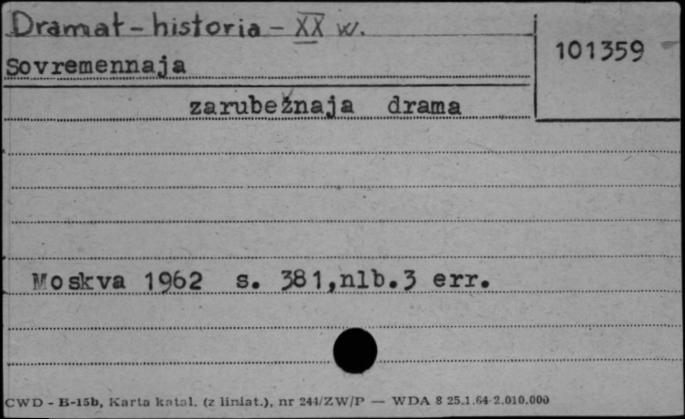 Dramat - historia - XX w.
101359
Sovremennaja
zarubežnaja drama
Moskva 1962 s. 381,nlb.3 err.
CWD - B-15b, Karta katal. (z liniat.), nr 244/ZW/P — WDA 8 25.1.64 2.010.000